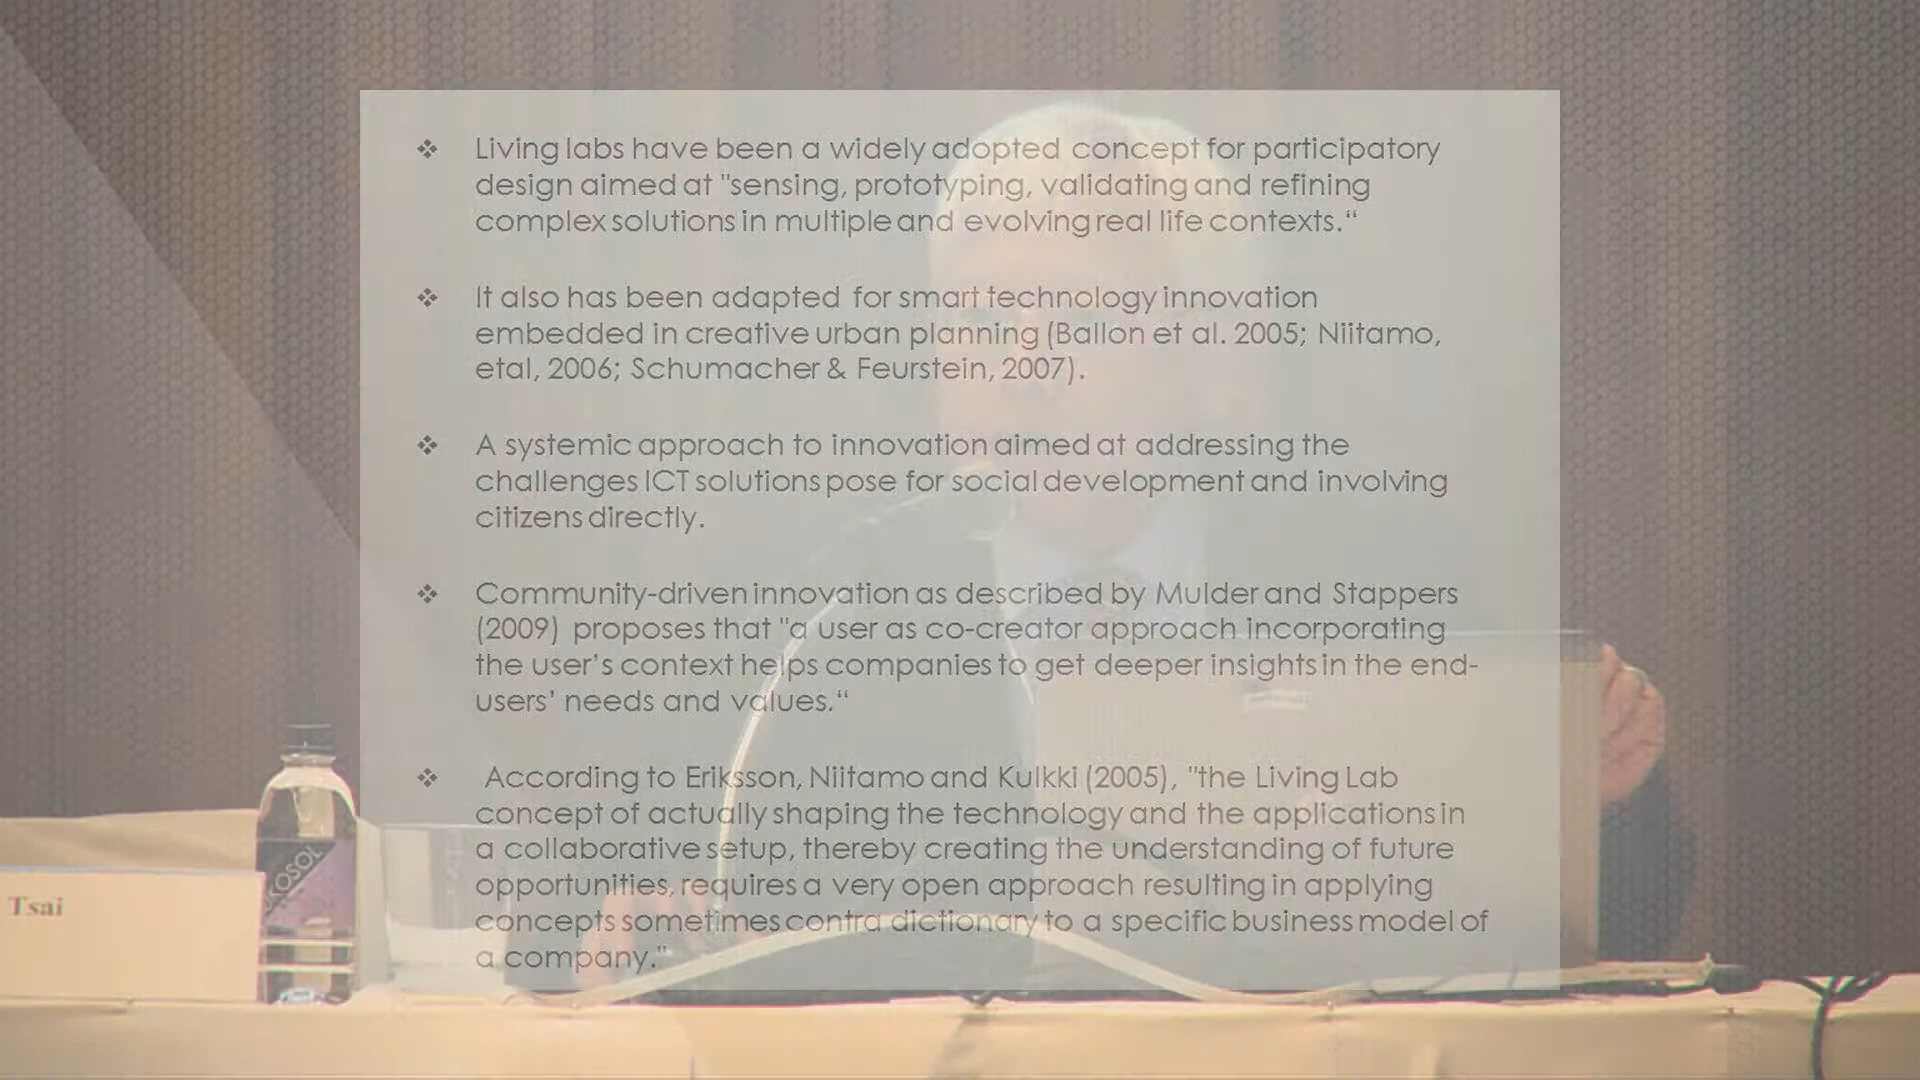 ❖ Living labs have been a widely adopted concept for participatory
design aimed at "sensing, prototyping, validating and refining
complex solutions in multiple and evolving real life contexts.“
❖ It also has been adapted for smart technology innovation
embedded in creative urban planning (Ballon et al. 2005; Niitamo,
etal, 2006; Schumacher & Feurstein, 2007).
❖ A systemic approach to innovation aimed at addressing the
challenges ICT solutions pose for social development and involving
citizens directly.
❖ Community-driven innovation as described by Mulder and Stappers
(2009) proposes that "a user as co-creator approach incorporating
the user’s context helps companies to get deeper insights in the end-
users’ needs and values.“
❖ According to Eriksson, Niitamo and Kulkki (2005), "the Living Lab
concept of actually shaping the technology and the applications in
a collaborative setup, thereby creating the understanding of future
opportunities, requires a very open approach resulting in applying
concepts sometimes contra dictionary to a specific business model of
a company."
Tsai